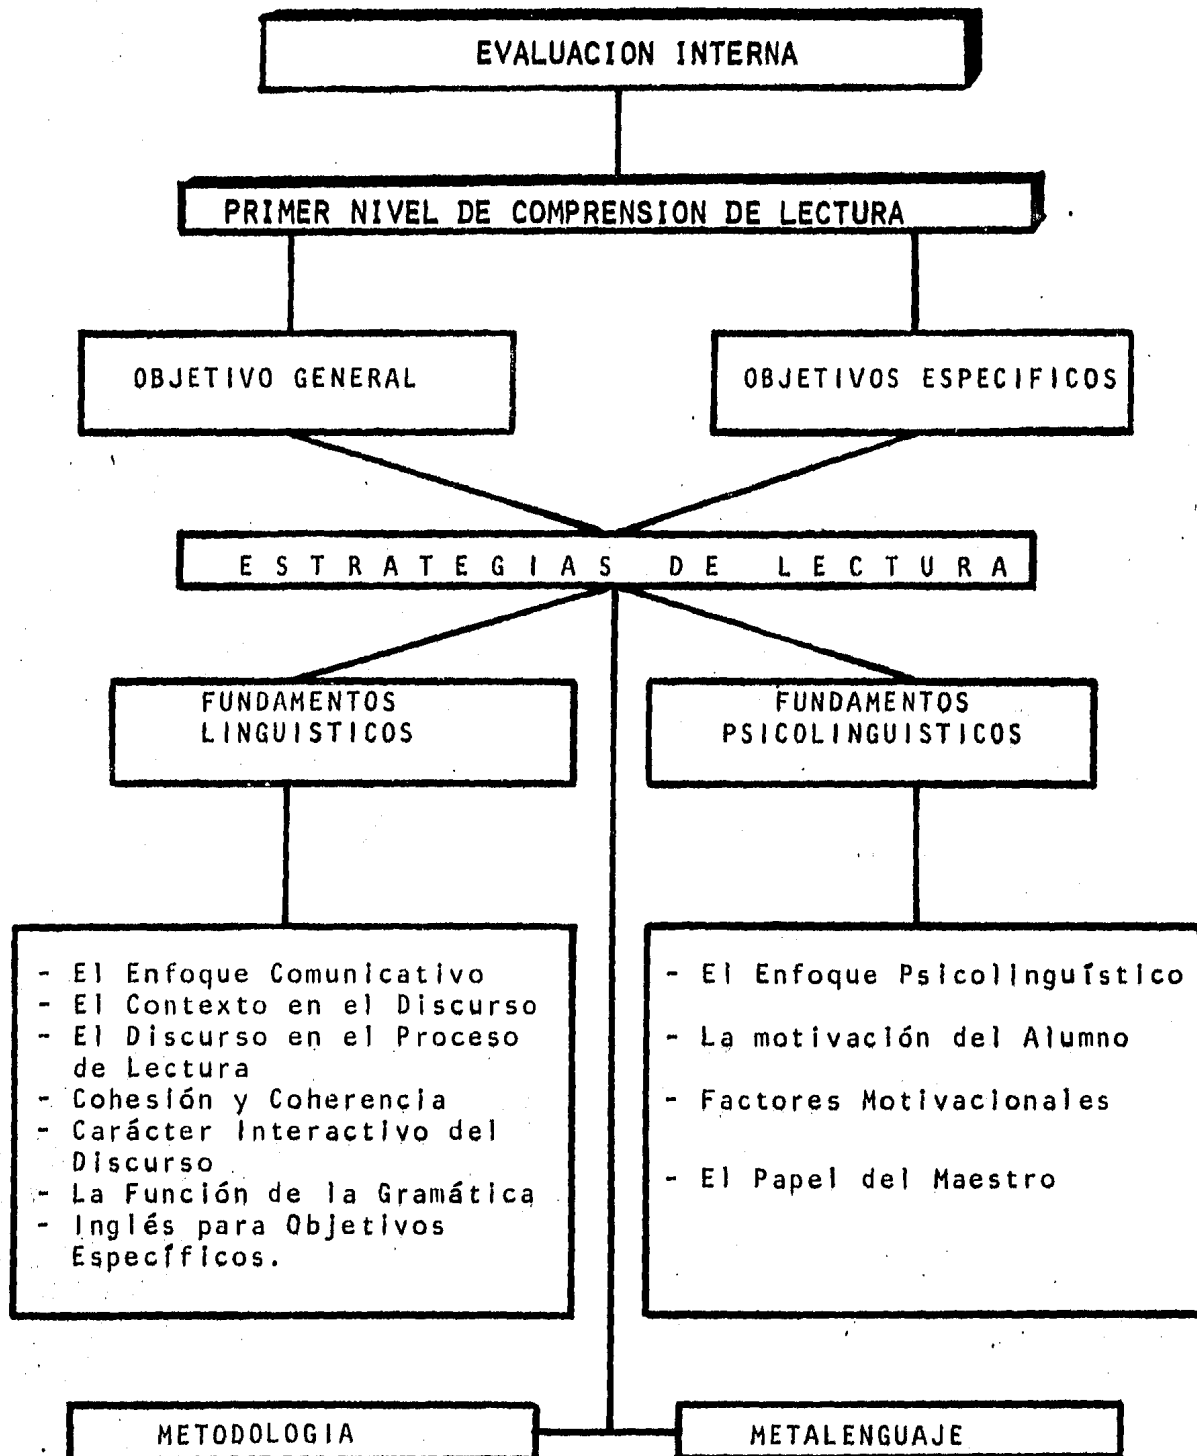 EVALUACION INTERNA
PRIMER NIVEL DE COMPRENSION DE LECTURA
OBJETIVO GENERAL
OBJETIVOS ESPECIFICOS
ESTRATEGIAS DE LECTURA
FUNDAMENTOS
LINGUISTICOS
FUNDAMENTOS
PSICOLINGUISTICOS
- El Enfoque Comunicativo
- El Contexto en el Discurso
- El Discurso en el Proceso
de Lectura
- Cohesión y Coherencia
- Carácter Interactivo del
Discurso
- La Función de la Gramática
- Inglés para Objetivos
Específicos.
- El Enfoque Psicolinguístico
- La motivación del Alumno
- Factores Motivacionales
- El Papel del Maestro
METODOLOGIA
METALENGUAJE